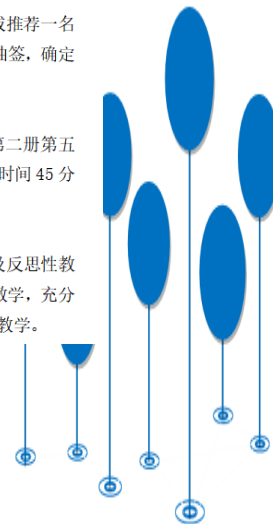 推荐一名
抽签，确定
第二册第五
时间 45 分
及反思性教
教学，充分
教学。